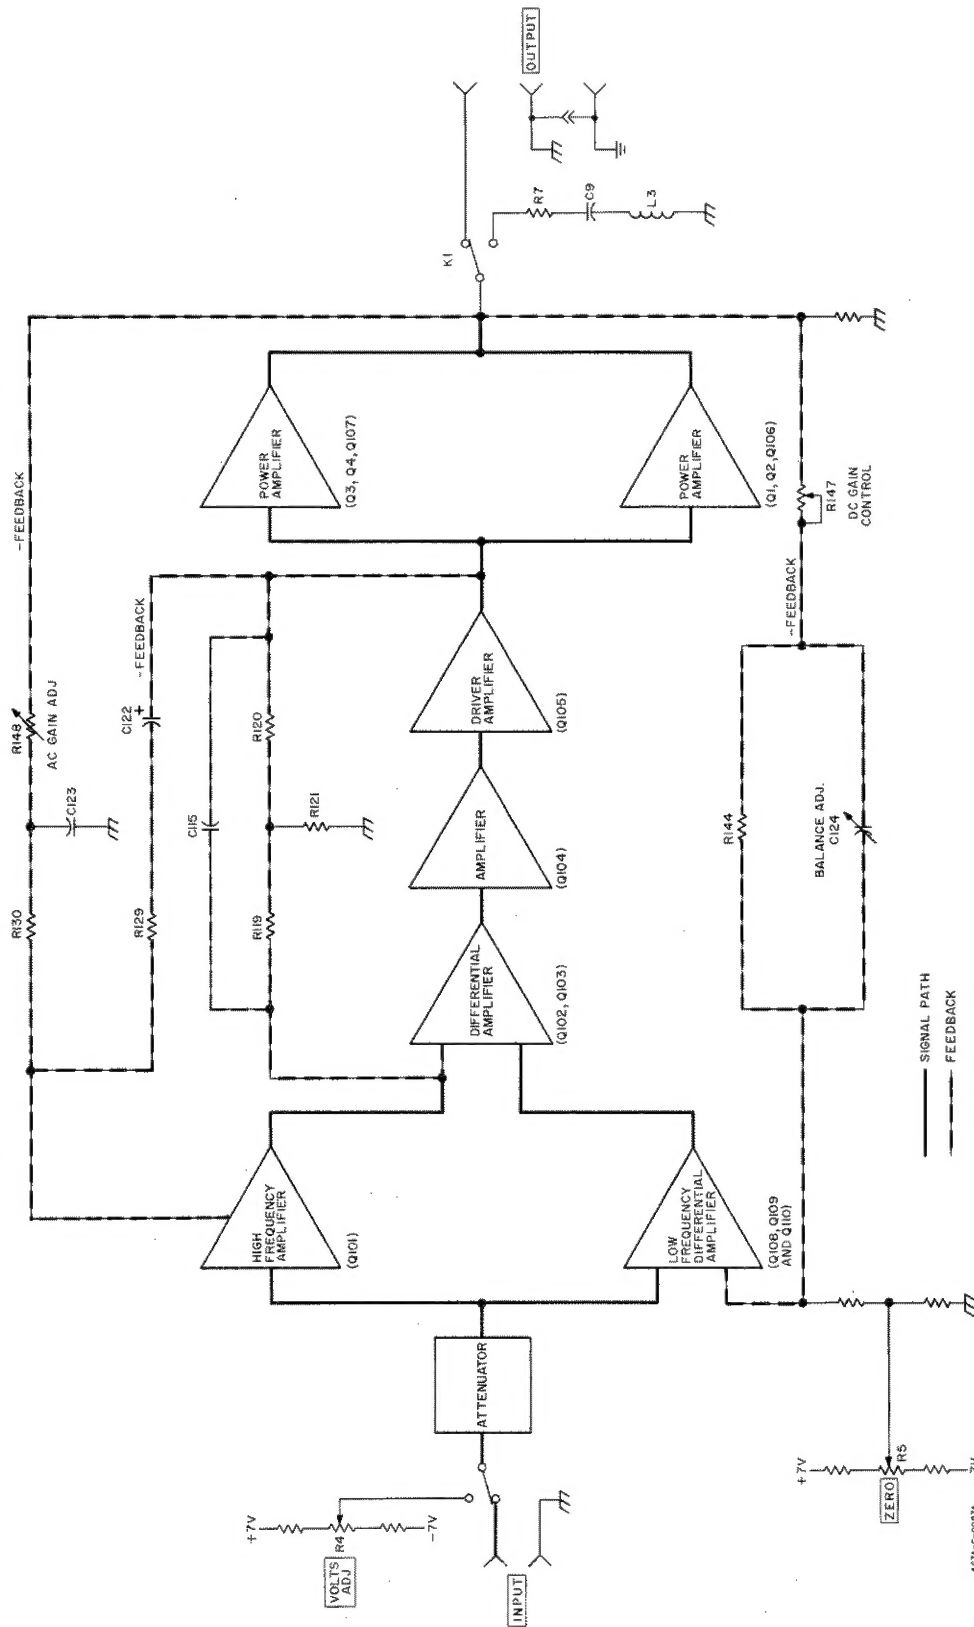 -FEEDBACK
R148
AC GAIN ADJ
R130
C123
-FEEDBACK
C122
+
R129
C115
R120
R119
R121
HIGH
FREQUENCY
AMPLIFIER
(Q101)
POWER
AMPLIFIER
(Q3, Q4, Q107)
+7V
R4
-7V
VOLTS
ADJ
INPUT
ATTENUATOR
DIFFERENTIAL
AMPLIFIER
(Q102, Q103)
AMPLIFIER
(Q104)
DRIVER
AMPLIFIER
(Q105)
K1
OUTPUT
R7
C9
L3
LOW
FREQUENCY
DIFFERENTIAL
AMPLIFIER
(Q108, Q109
AND Q110)
POWER
AMPLIFIER
(Q1, Q2, Q106)
R144
BALANCE ADJ.
C124
-FEEDBACK
R147
DC GAIN
CONTROL
+7V
R5
ZERO
SIGNAL PATH
FEEDBACK